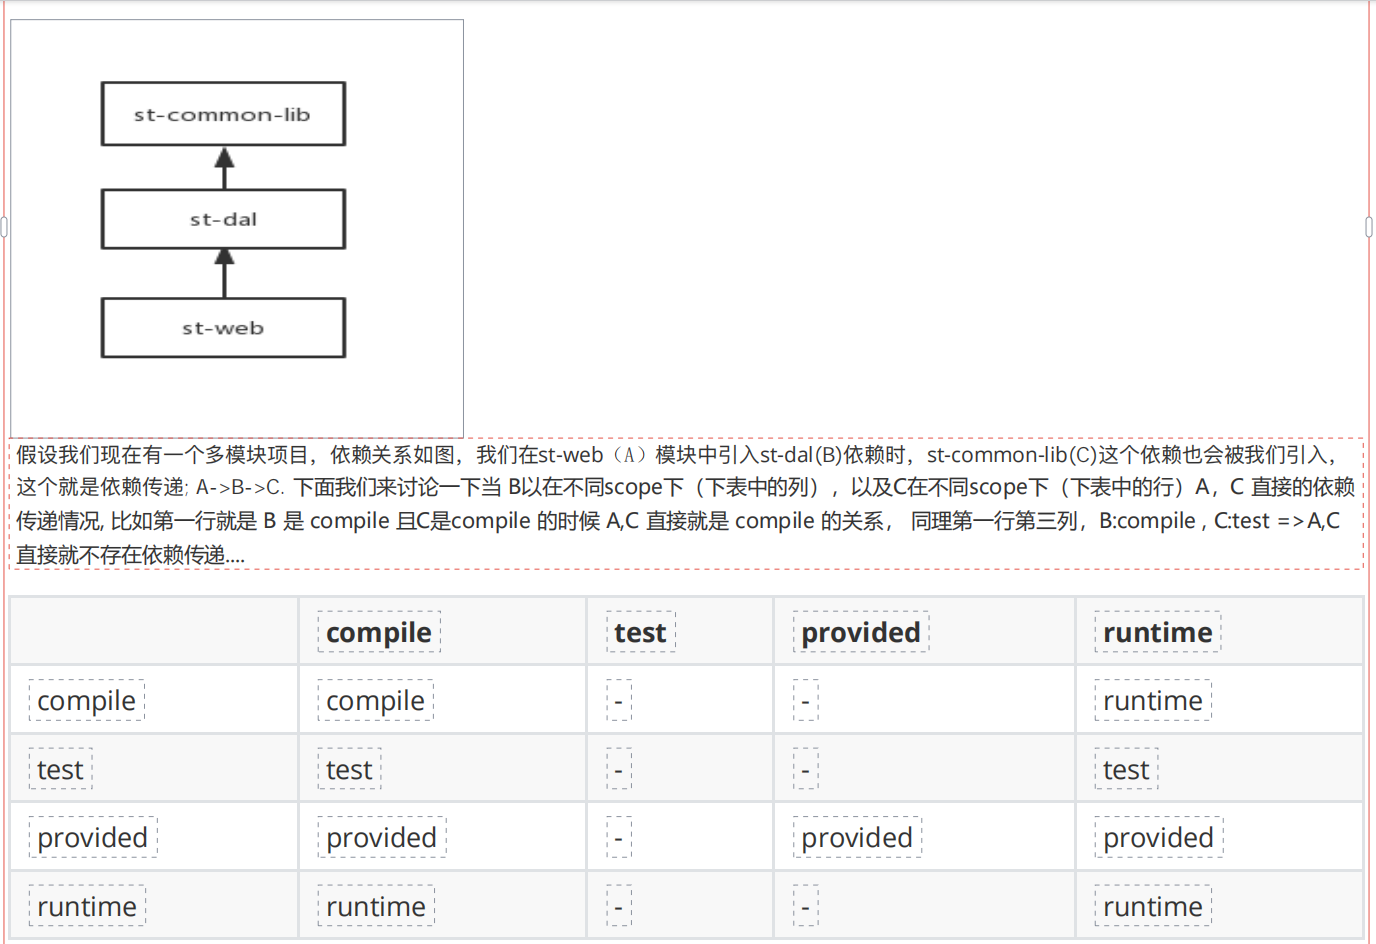 st-common-lib
st-dal
st-web
假设我们现在有一个多模块项目，依赖关系如图，我们在st-web（A）模块中引入st-dal(B)依赖时，st-common-lib(C)这个依赖也会被我们引入，
这个就是依赖传递; A->B->C. 下面我们来讨论一下当 B以在不同scope下（下表中的列），以及C在不同scope下（下表中的行）A，C 直接的依赖
传递情况, 比如第一行就是 B 是 compile 且C是compile 的时候 A,C 直接就是 compile 的关系， 同理第一行第三列，B:compile , C:test =>A,C
直接就不存在依赖传递....
compile test provided runtime
compile compile - - runtime
test test - - test
provided provided - provided provided
runtime runtime - - runtime